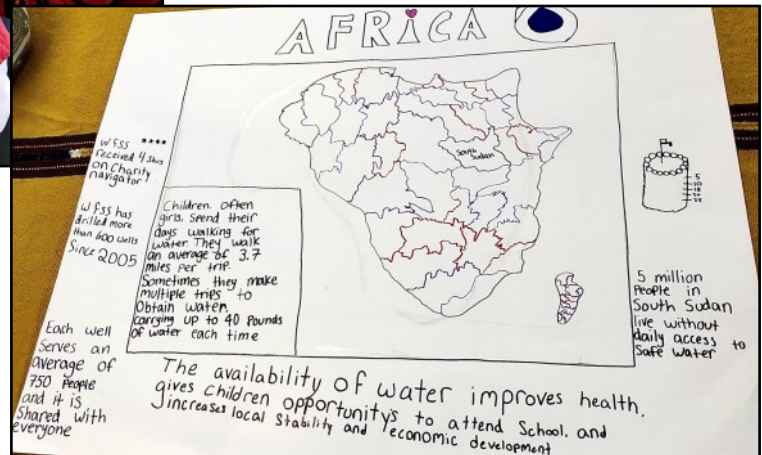 AFRiCA
South
Sudan
WFSS ****
received 4 stars
on Charity
navigator
WFSS has
drilled more
than 600 wells
Since 2005
Children. Often
girls. Spend their
days walking for
water. They walk
an average of 3.7
miles per trip.
Sometimes they make
multiple trips to
Obtain water.
carrying up to 40 Pounds
of water each time
5
10
5 million
People in
South Sudan
live without
daily access to
Safe water
Each well
Serves an
average of
750 People
and it is
Shared with
everyone
The availability of water improves health.
gives Children opportunity's to attend School. and
increases local Stability and economic development